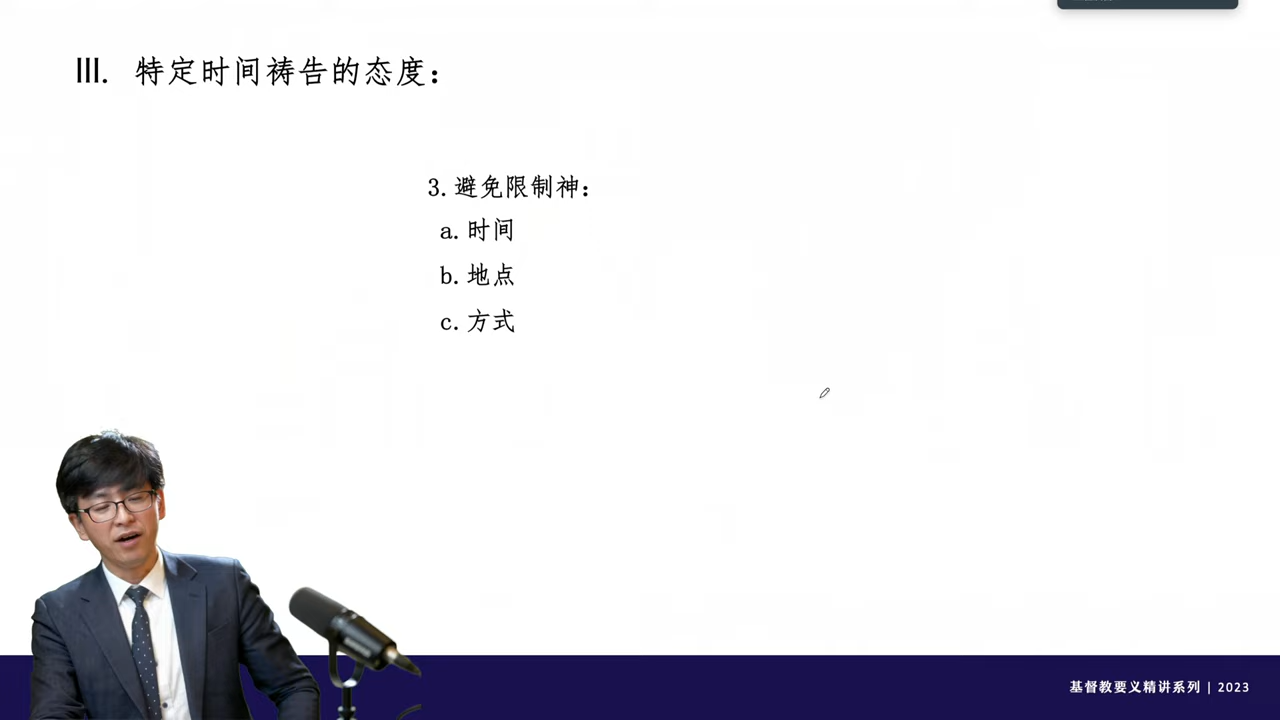 III. 特定时间祷告的态度：
3. 避免限制神：
a. 时间
b. 地点
c. 方式
基督教要义精讲系列 | 2023